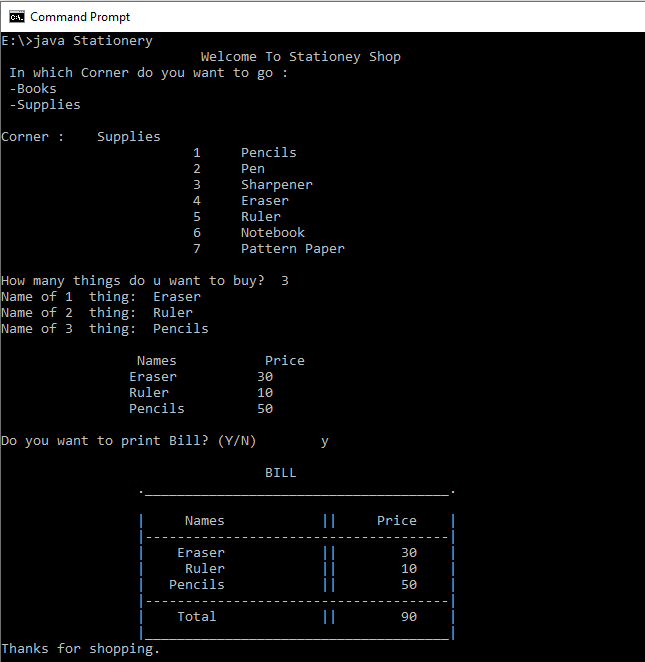 Command Prompt
E:\>java Stationery
Welcome To Stationey Shop
In which Corner do you want to go :
-Books
-Supplies
Corner :    Supplies
1     Pencils
2     Pen
3     Sharpener
4     Eraser
5     Ruler
6     Notebook
7     Pattern Paper
How many things do u want to buy?  3
Name of 1  thing:  Eraser
Name of 2  thing:  Ruler
Name of 3  thing:  Pencils
Names           Price
Eraser          30
Ruler           10
Pencils         50
Do you want to print Bill? (Y/N)        y
BILL
.______________________________________.
|     Names            ||     Price    |
|--------------------------------------|
|    Eraser            ||        30    |
|     Ruler            ||        10    |
|   Pencils            ||        50    |
|--------------------------------------|
|    Total             ||        90    |
|______________________________________|
Thanks for shopping.